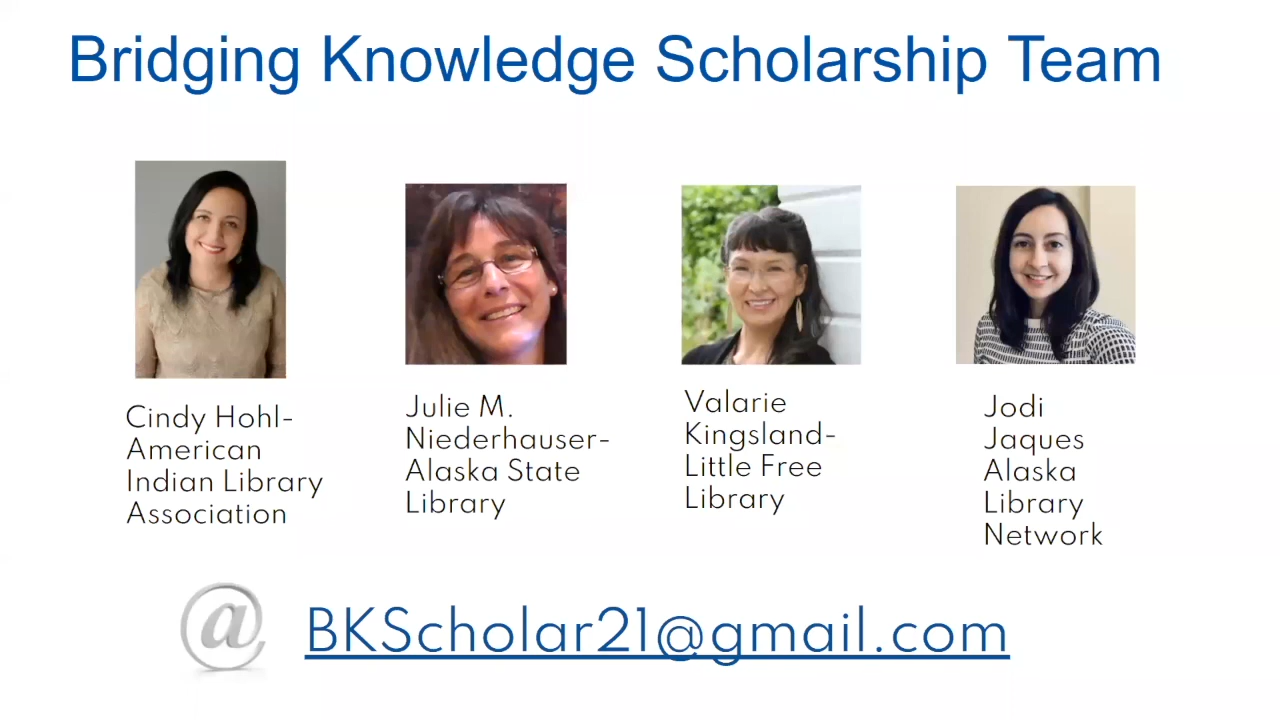 Bridging Knowledge Scholarship Team
Cindy Hohl-
American
Indian Library
Association
Julie M.
Niederhauser-
Alaska State
Library
Valarie
Kingsland-
Little Free
Library
Jodi
Jaques
Alaska
Library
Network
@
BKScholar21@gmail.com